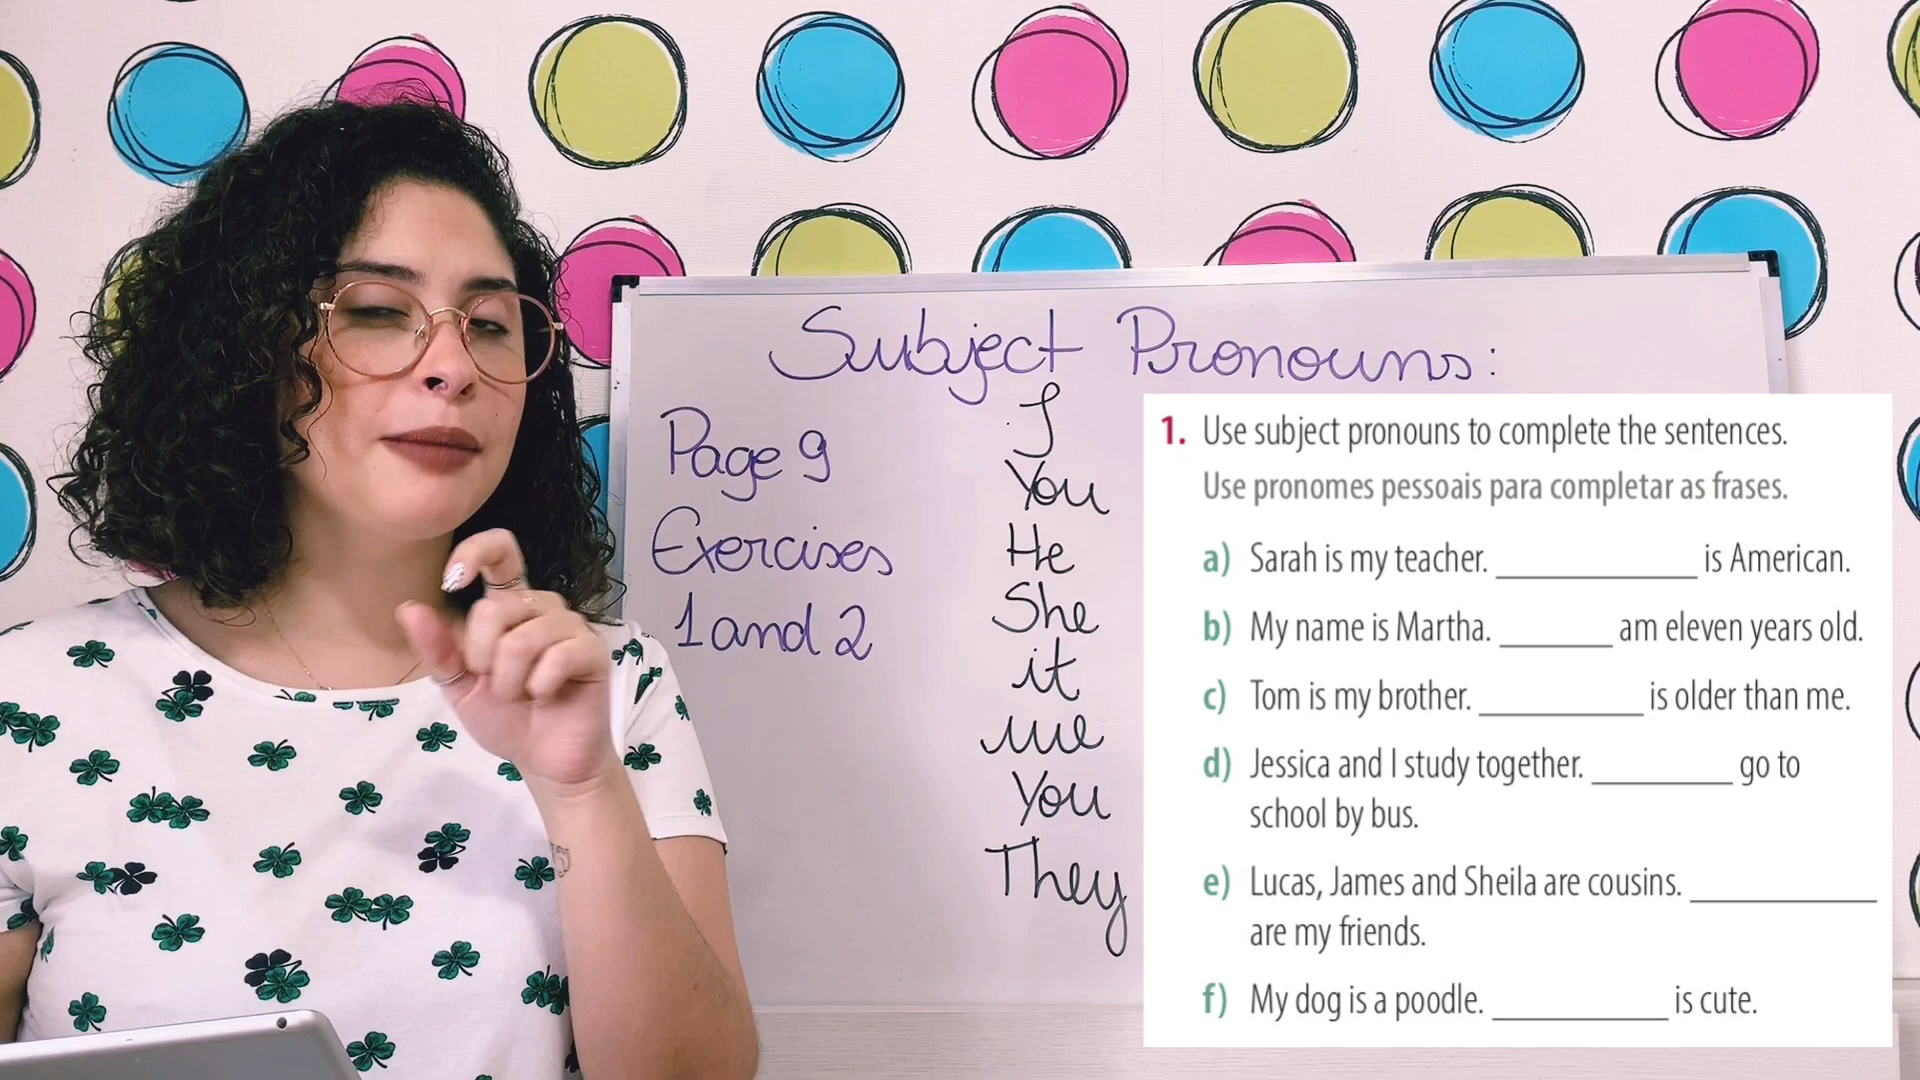 Subject Pronouns:
Page 9
Exercises
1 and 2
I
You
He
She
it
we
You
They
1. Use subject pronouns to complete the sentences.
Use pronomes pessoais para completar as frases.
a) Sarah is my teacher. ____________ is American.
b) My name is Martha. _______ am eleven years old.
c) Tom is my brother. __________ is older than me.
d) Jessica and I study together. _________ go to
school by bus.
e) Lucas, James and Sheila are cousins. ___________
are my friends.
f) My dog is a poodle. ___________ is cute.